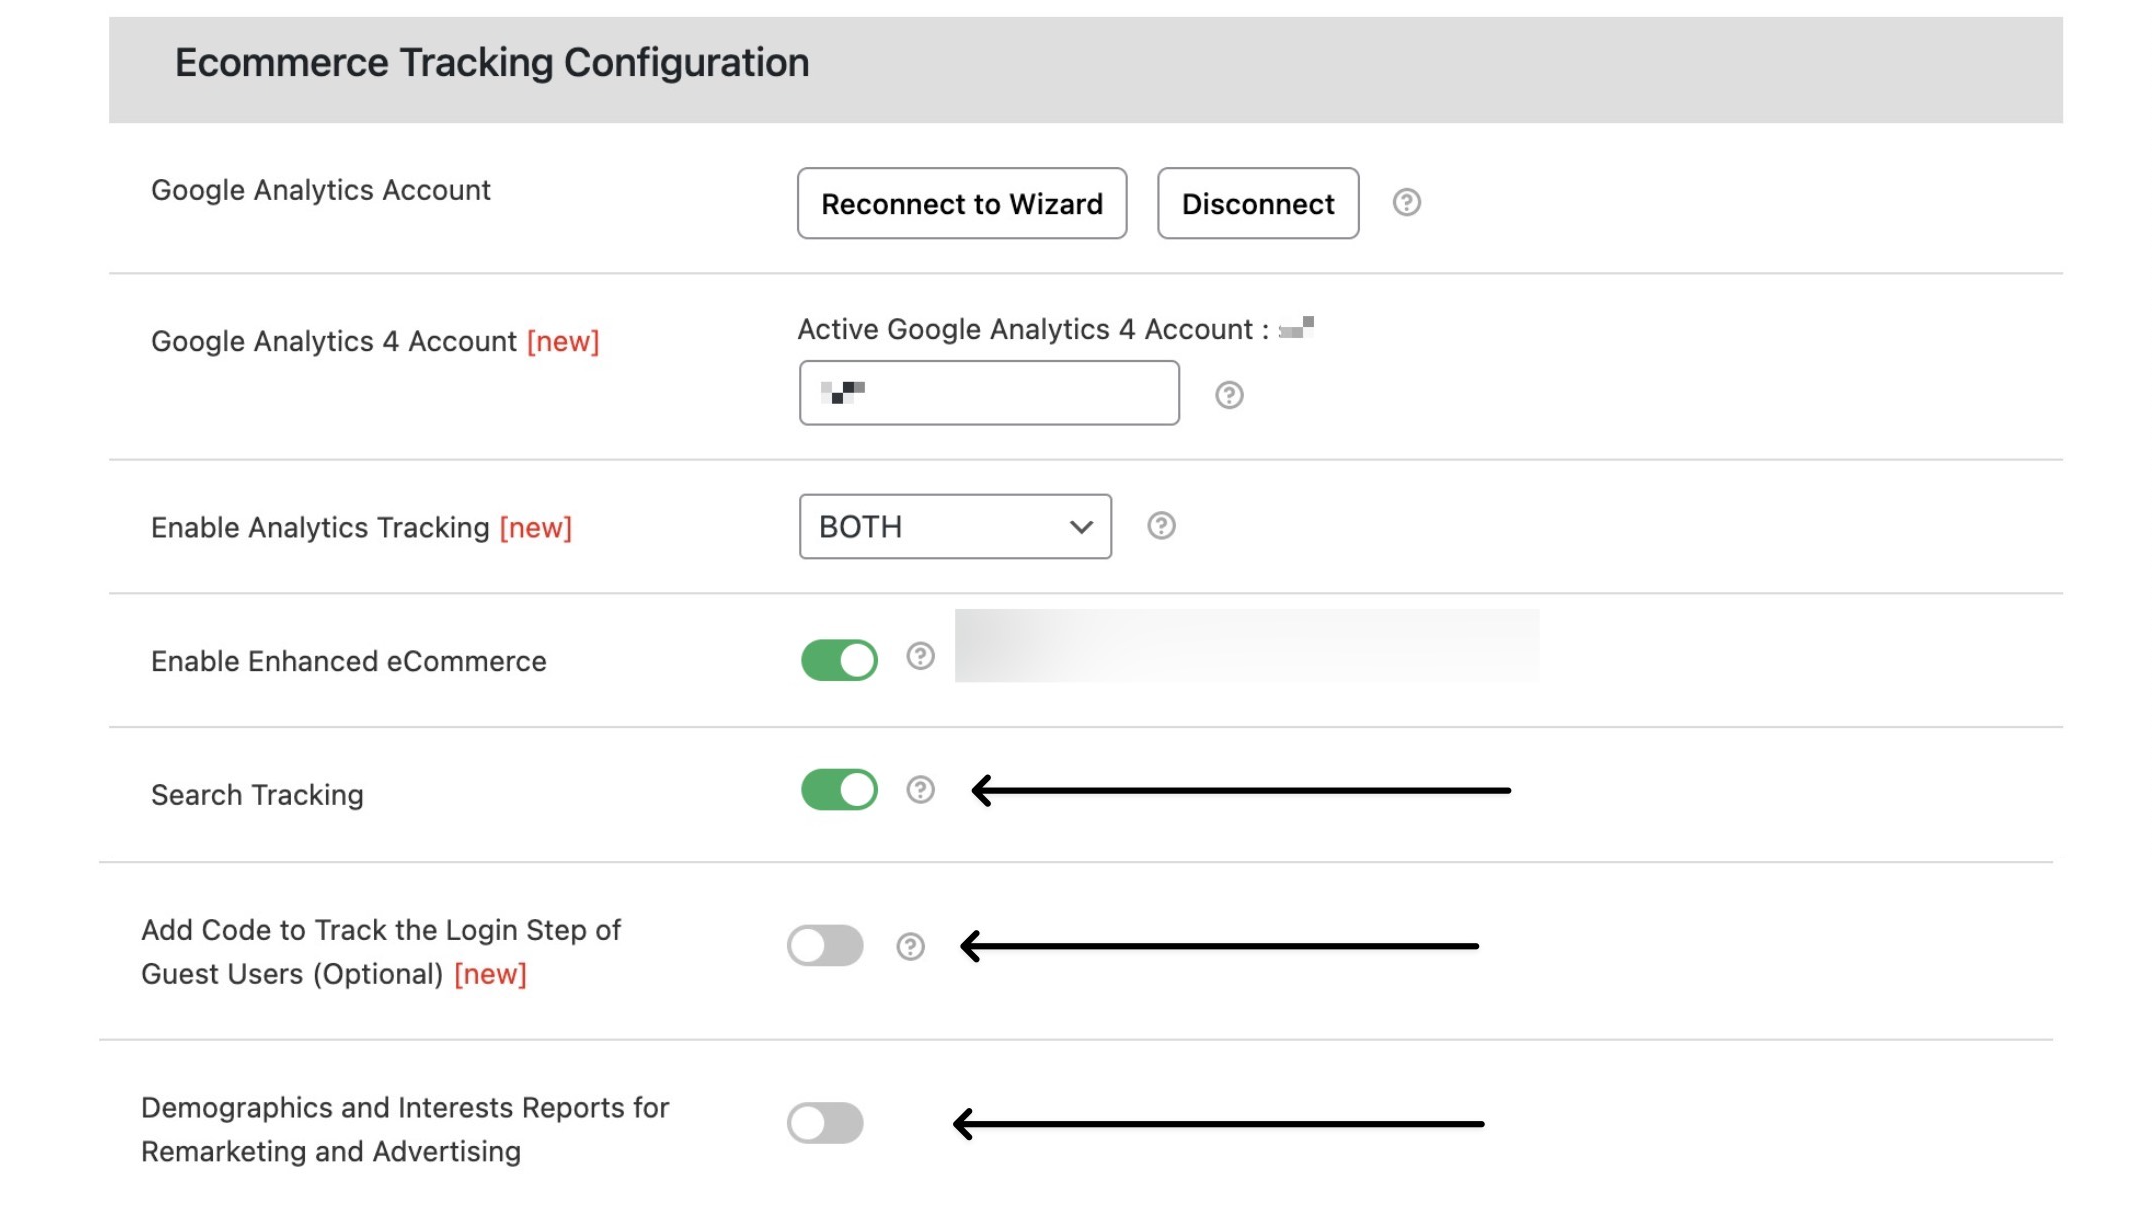 Ecommerce Tracking Configuration
Google Analytics Account
Reconnect to Wizard
Disconnect
Google Analytics 4 Account [new]
Active Google Analytics 4 Account :
Enable Analytics Tracking [new]
BOTH
Enable Enhanced eCommerce
Search Tracking
Add Code to Track the Login Step of
Guest Users (Optional) [new]
Demographics and Interests Reports for
Remarketing and Advertising